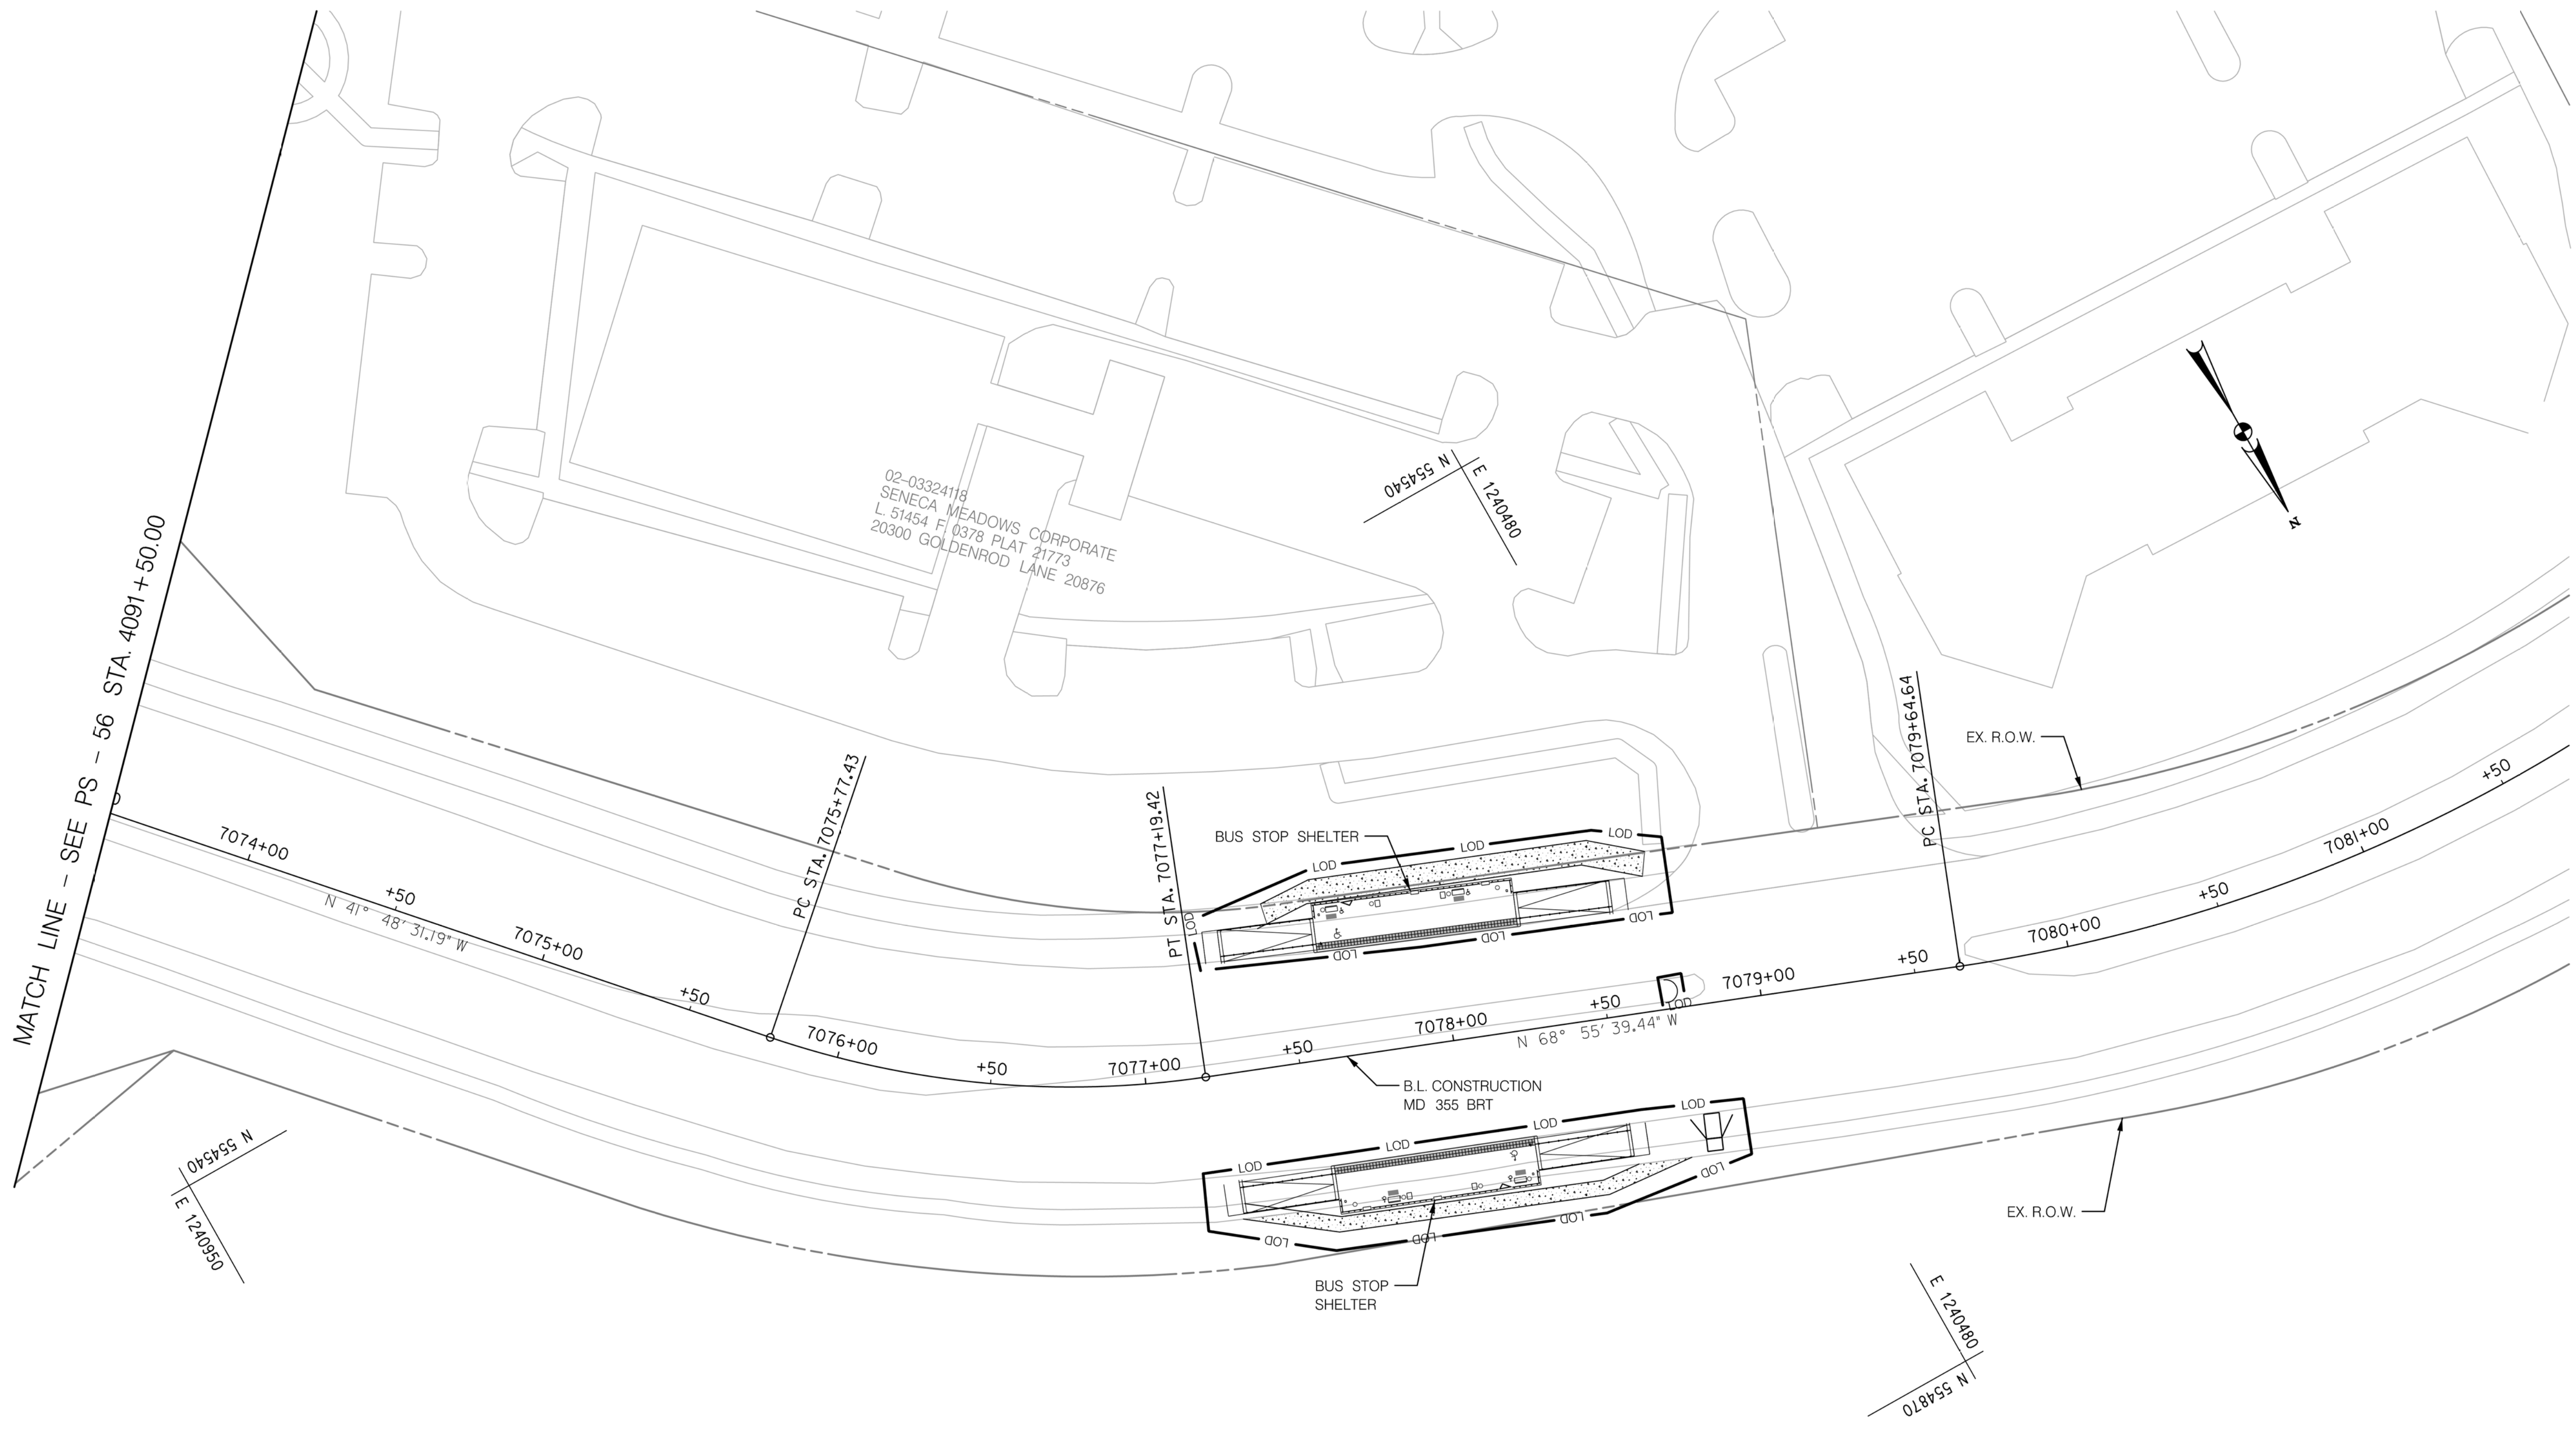 MATCH LINE - SEE PS - 56 STA. 4091+50.00
02-03324118
SENECA MEADOWS CORPORATE
L. 51454 F. 0378 PLAT 21773
20300 GOLDENROD LANE 20876
N 554540
E 1240480
N
PC STA. 7075+77.43
PT STA. 7077+19.42
PC STA. 7079+64.64
EX. R.O.W.
BUS STOP SHELTER
LOD
LOD
LOD
LOD
LOD
LOD
LOD
LOD
LOD
7074+00
+50
N 41° 48' 31.19" W
7075+00
+50
7076+00
+50
7077+00
+50
7078+00
+50
N 68° 55' 39.44" W
7079+00
+50
7080+00
+50
7081+00
+50
B.L. CONSTRUCTION
MD 355 BRT
LOD
LOD
LOD
LOD
LOD
LOD
LOD
LOD
LOD
BUS STOP
SHELTER
EX. R.O.W.
N 554540
E 1240950
E 1240480
N 554870